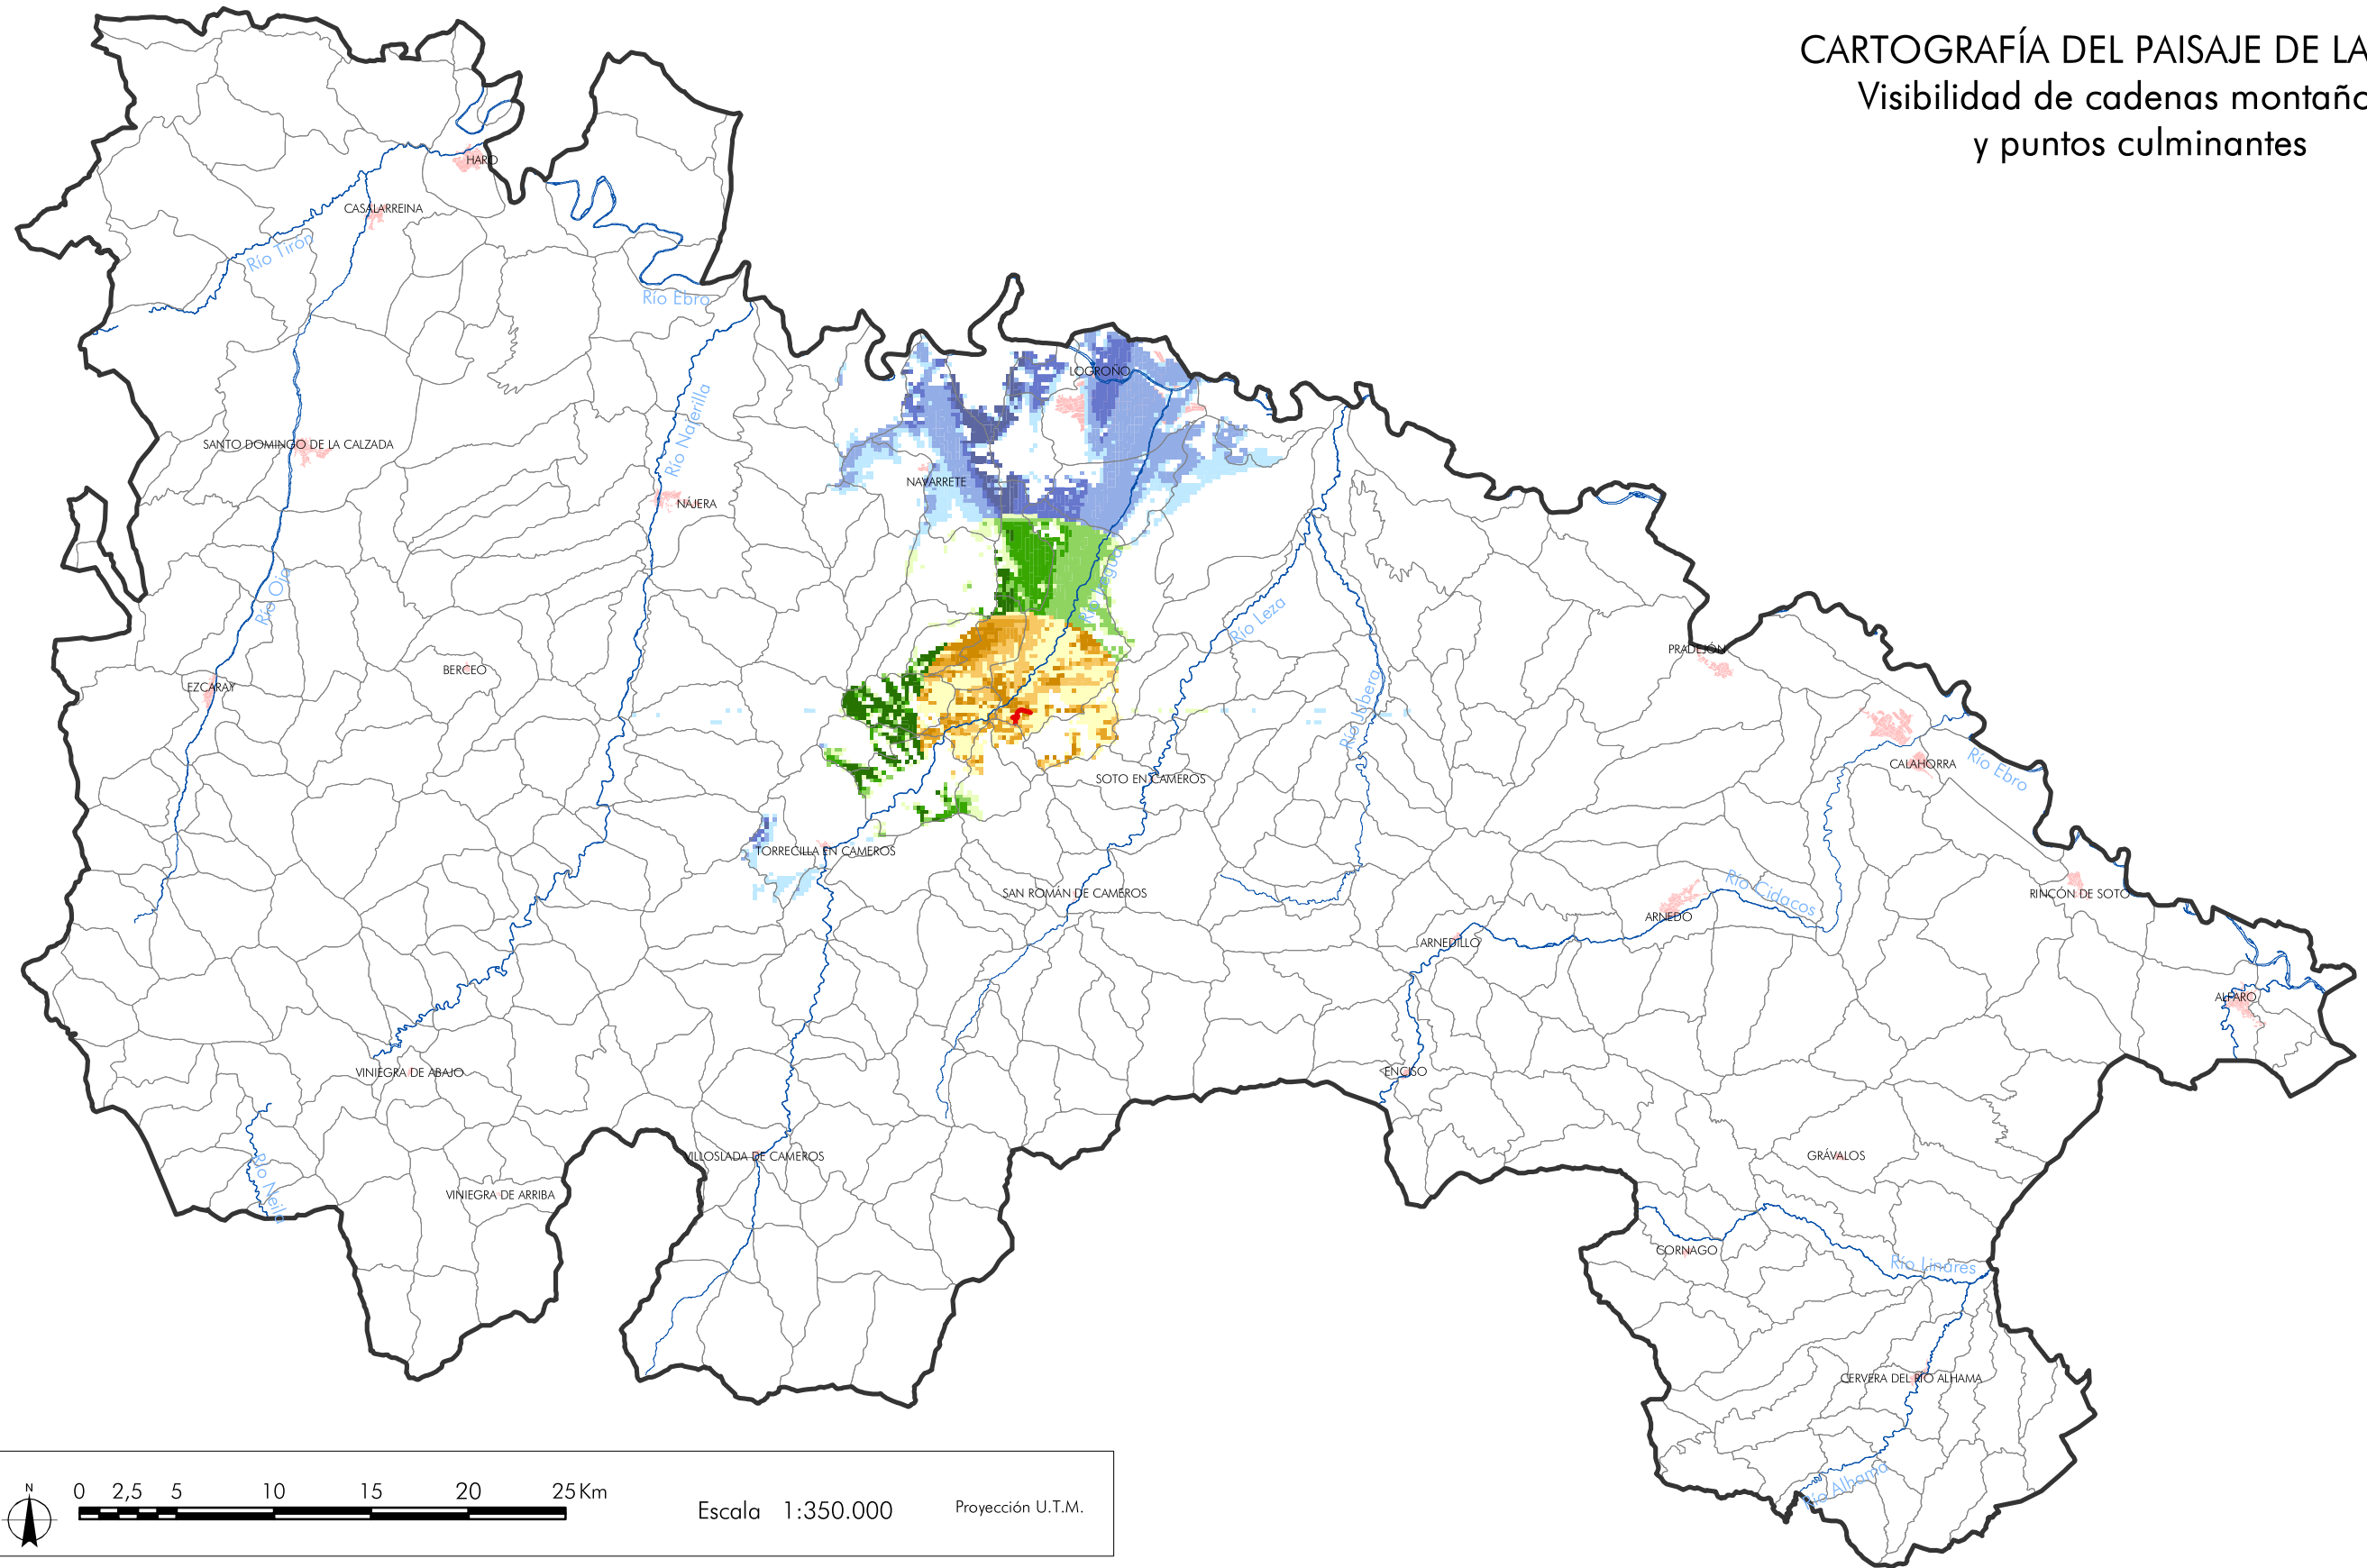 CARTOGRAFÍA DEL PAISAJE DE LA
Visibilidad de cadenas montaño
y puntos culminantes
HARO
CASALARREINA
Río Tirón
Río Ebro
LOGROÑO
Río Najerilla
SANTO DOMINGO DE LA CALZADA
NAVARRETE
NÁJERA
Río Oja
Río Iregua
Río Leza
PRADEJÓN
BERCEO
EZCARAY
Río Jubera
CALAHORRA
Río Ebro
SOTO EN CAMEROS
TORRECILLA EN CAMEROS
SAN ROMÁN DE CAMEROS
Río Cidacos
RINCÓN DE SOTO
ARNEDO
ARNEDILLO
ALFARO
VINIEGRA DE ABAJO
ENCISO
VILLOSLADA DE CAMEROS
GRÁVALOS
Río Neila
VINIEGRA DE ARRIBA
CORNAGO
Río Linares
CERVERA DEL RÍO ALHAMA
Río Alhama
N
0 2,5 5 10 15 20 25 Km
Escala 1:350.000
Proyección U.T.M.